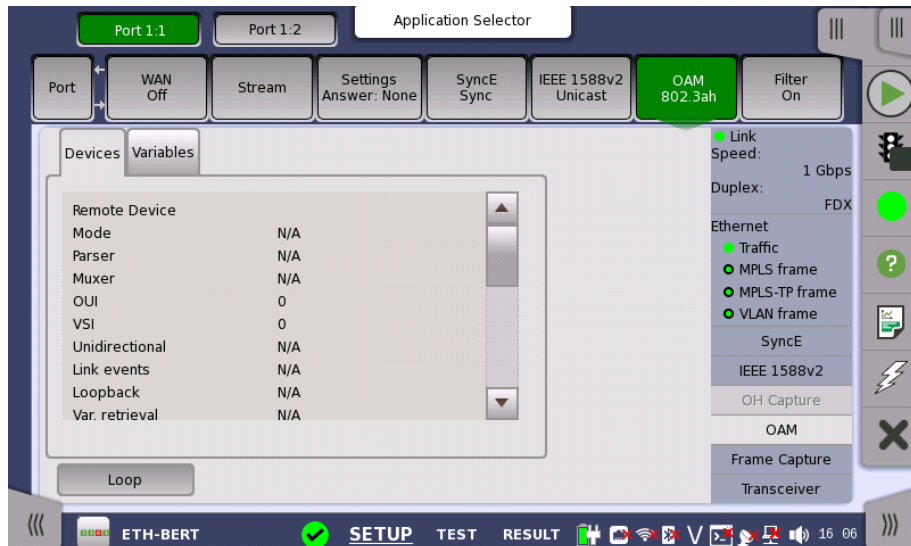 Port 1:1
Port 1:2
Application Selector
Port
WAN
Off
Stream
Settings
Answer: None
SyncE
Sync
IEEE 1588v2
Unicast
OAM
802.3ah
Filter
On
Devices
Variables
Remote Device
Mode N/A
Parser N/A
Muxer N/A
OUI 0
VSI 0
Unidirectional N/A
Link events N/A
Loopback N/A
Var. retrieval N/A
Loop
Link
Speed:
1 Gbps
Duplex:
FDX
Ethernet
Traffic
MPLS frame
MPLS-TP frame
VLAN frame
SyncE
IEEE 1588v2
OH Capture
OAM
Frame Capture
Transceiver
ETH-BERT
SETUP
TEST
RESULT
V
16 06